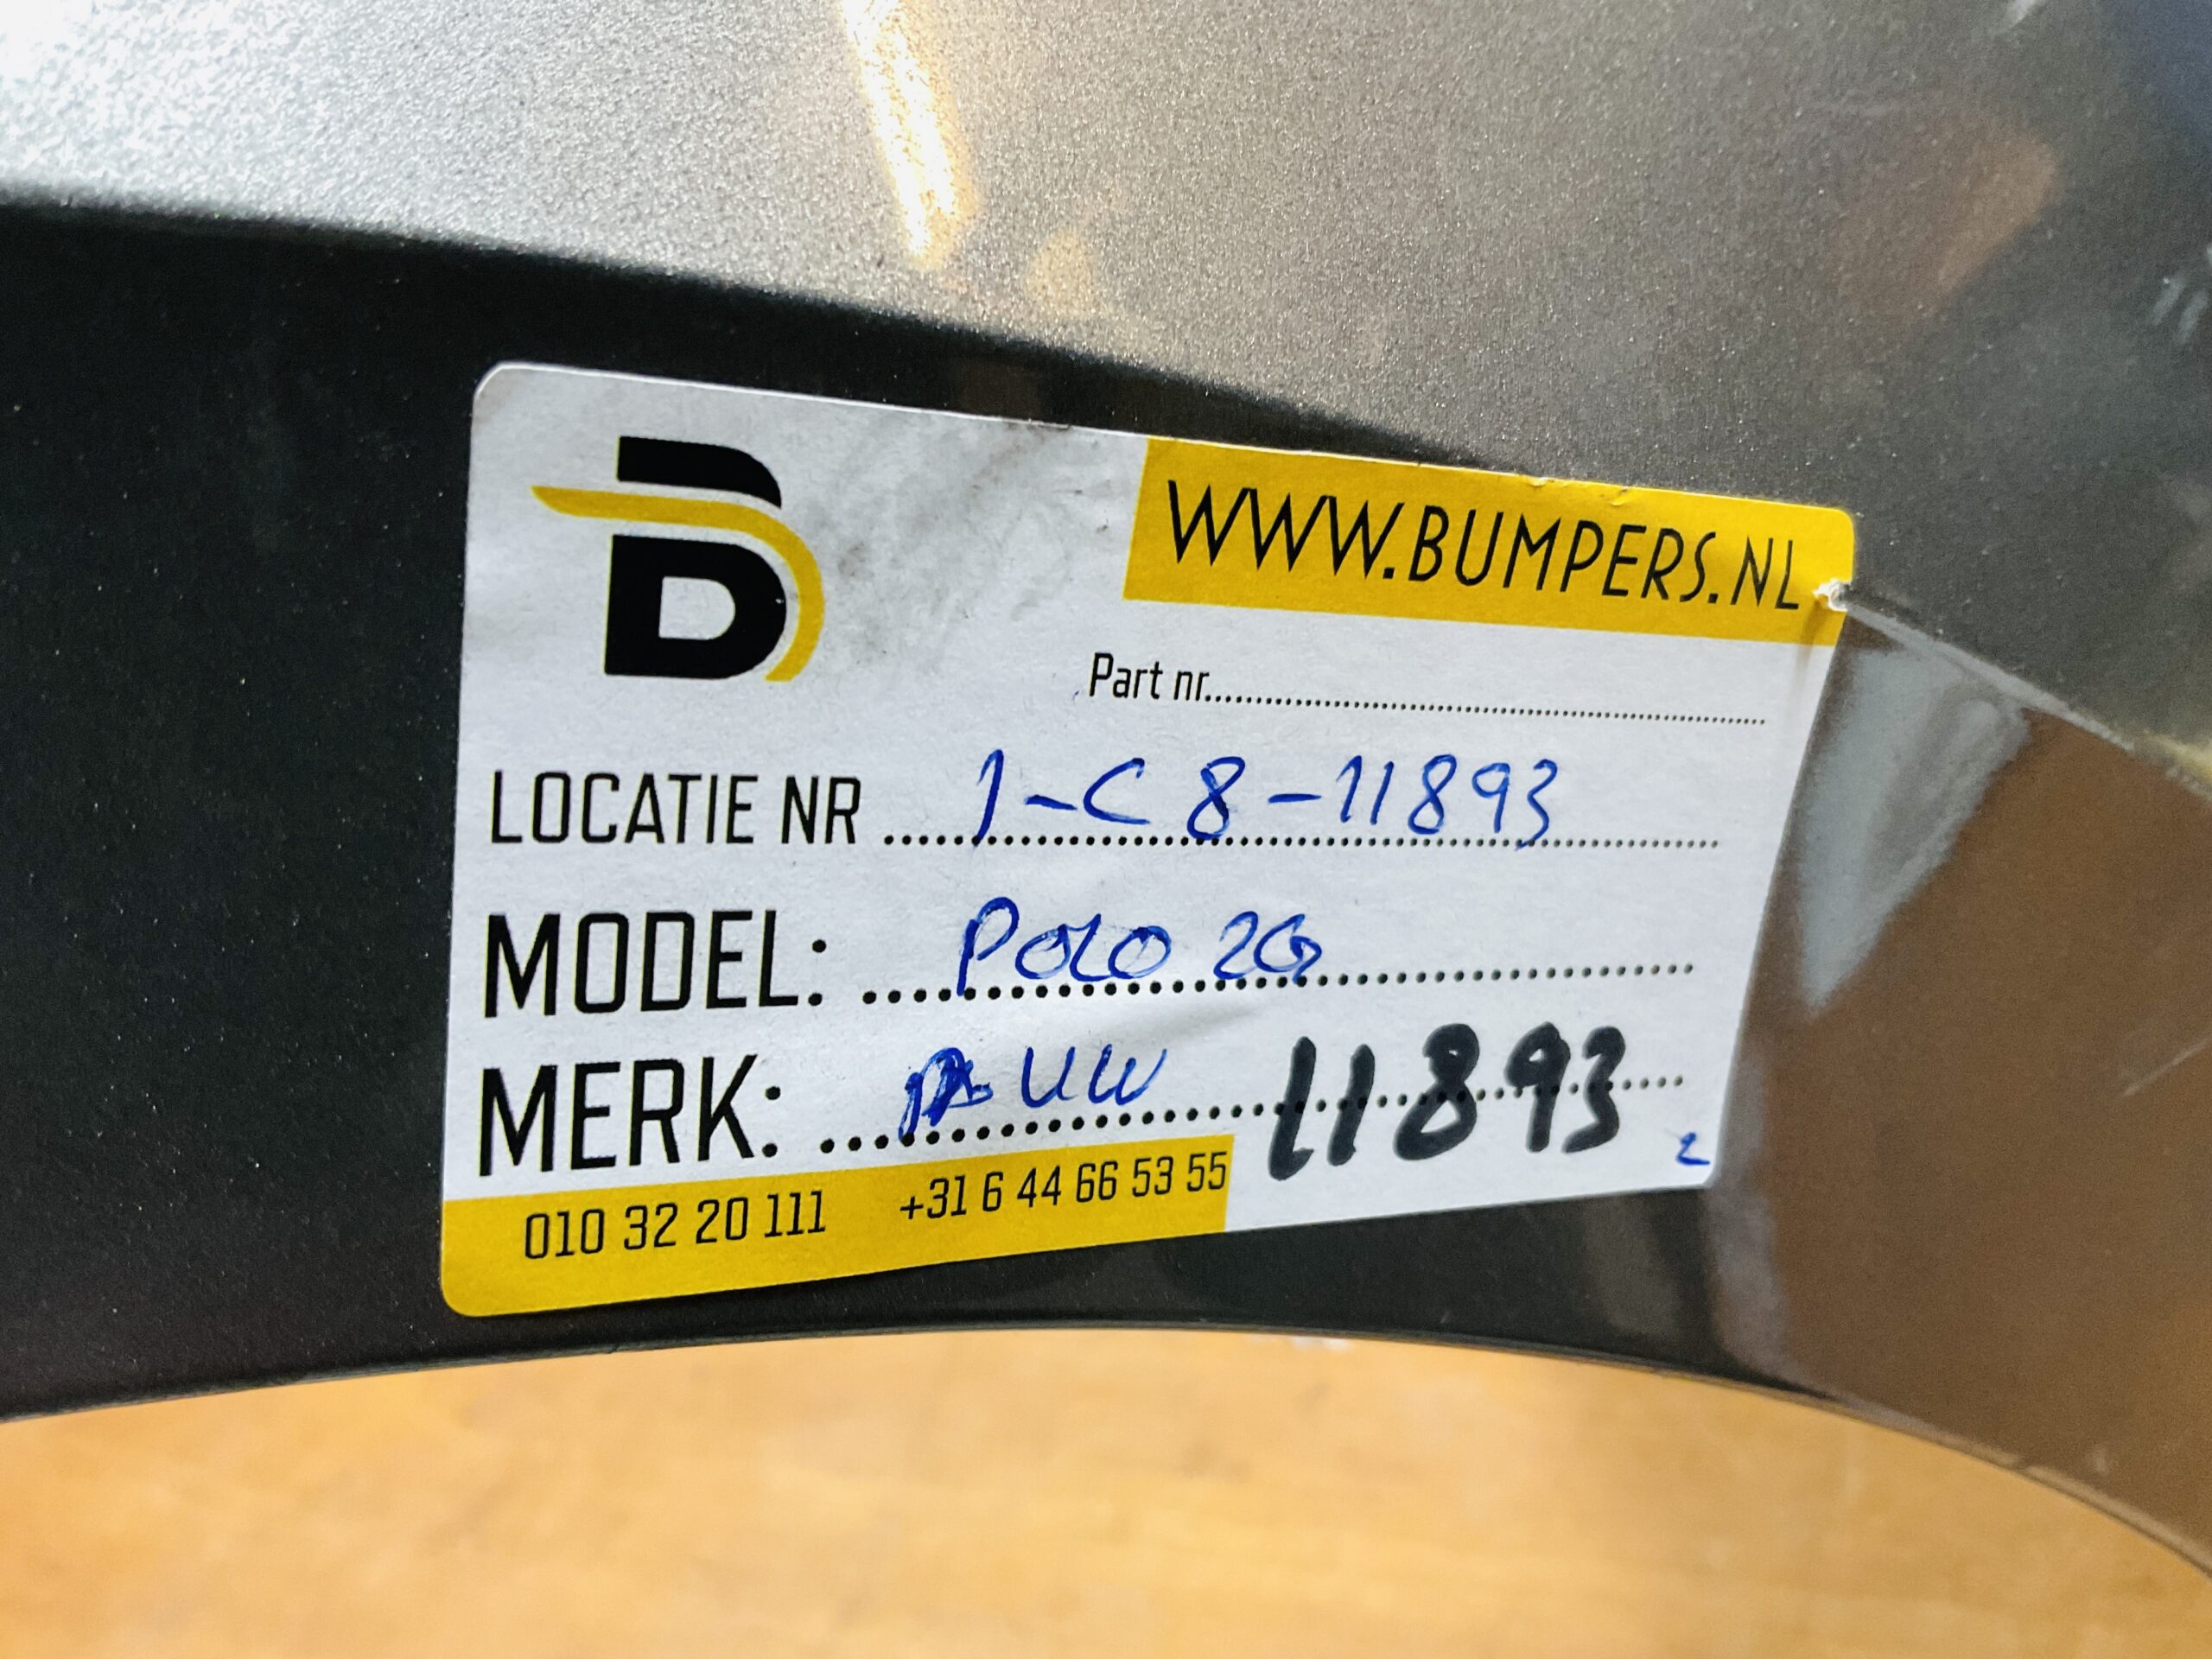 B
WWW.BUMPERS.NL
Part nr.
LOCATIE NR 1-C8-11893
MODEL: POLO 2G
MERK: VW 11893
2
010 32 20 111 +31 6 44 66 53 55